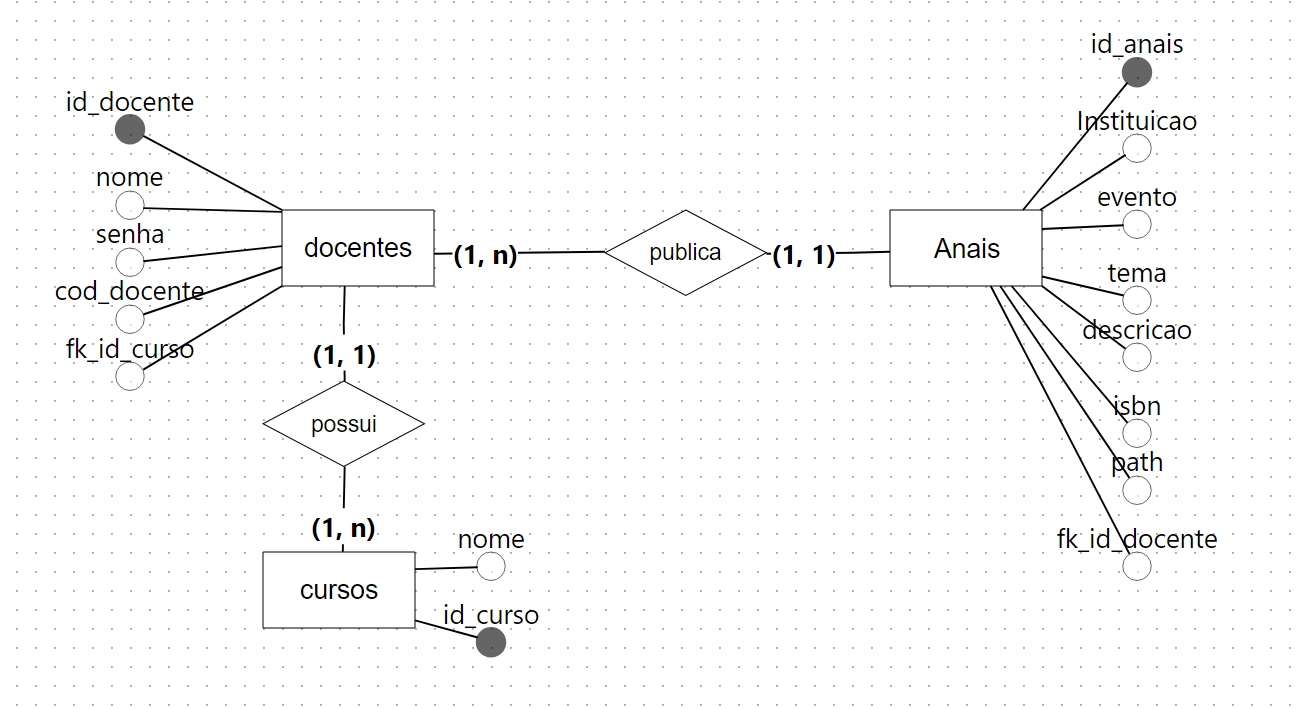 id_docente
nome
senha
cod_docente
fk_id_curso
docentes
(1, n)
publica
(1, 1)
Anais
id_anais
Instituicao
evento
tema
descricao
isbn
path
fk_id_docente
(1, 1)
possui
(1, n)
cursos
nome
id_curso